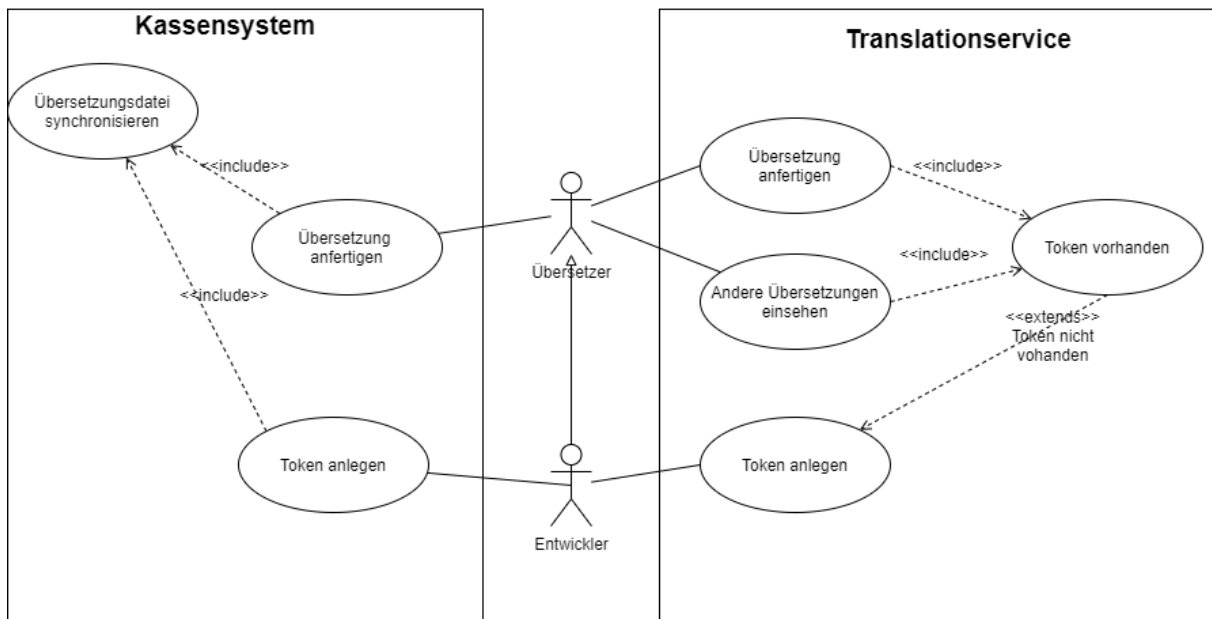 Kassensystem
Translationservice
Übersetzungsdatei
synchronisieren
<<include>>
Übersetzung
anfertigen
<<include>>
Token anlegen
Übersetzer
Entwickler
Übersetzung
anfertigen
<<include>>
Token vorhanden
Andere Übersetzungen
einsehen
<<include>>
<<extends>>
Token nicht
vohanden
Token anlegen